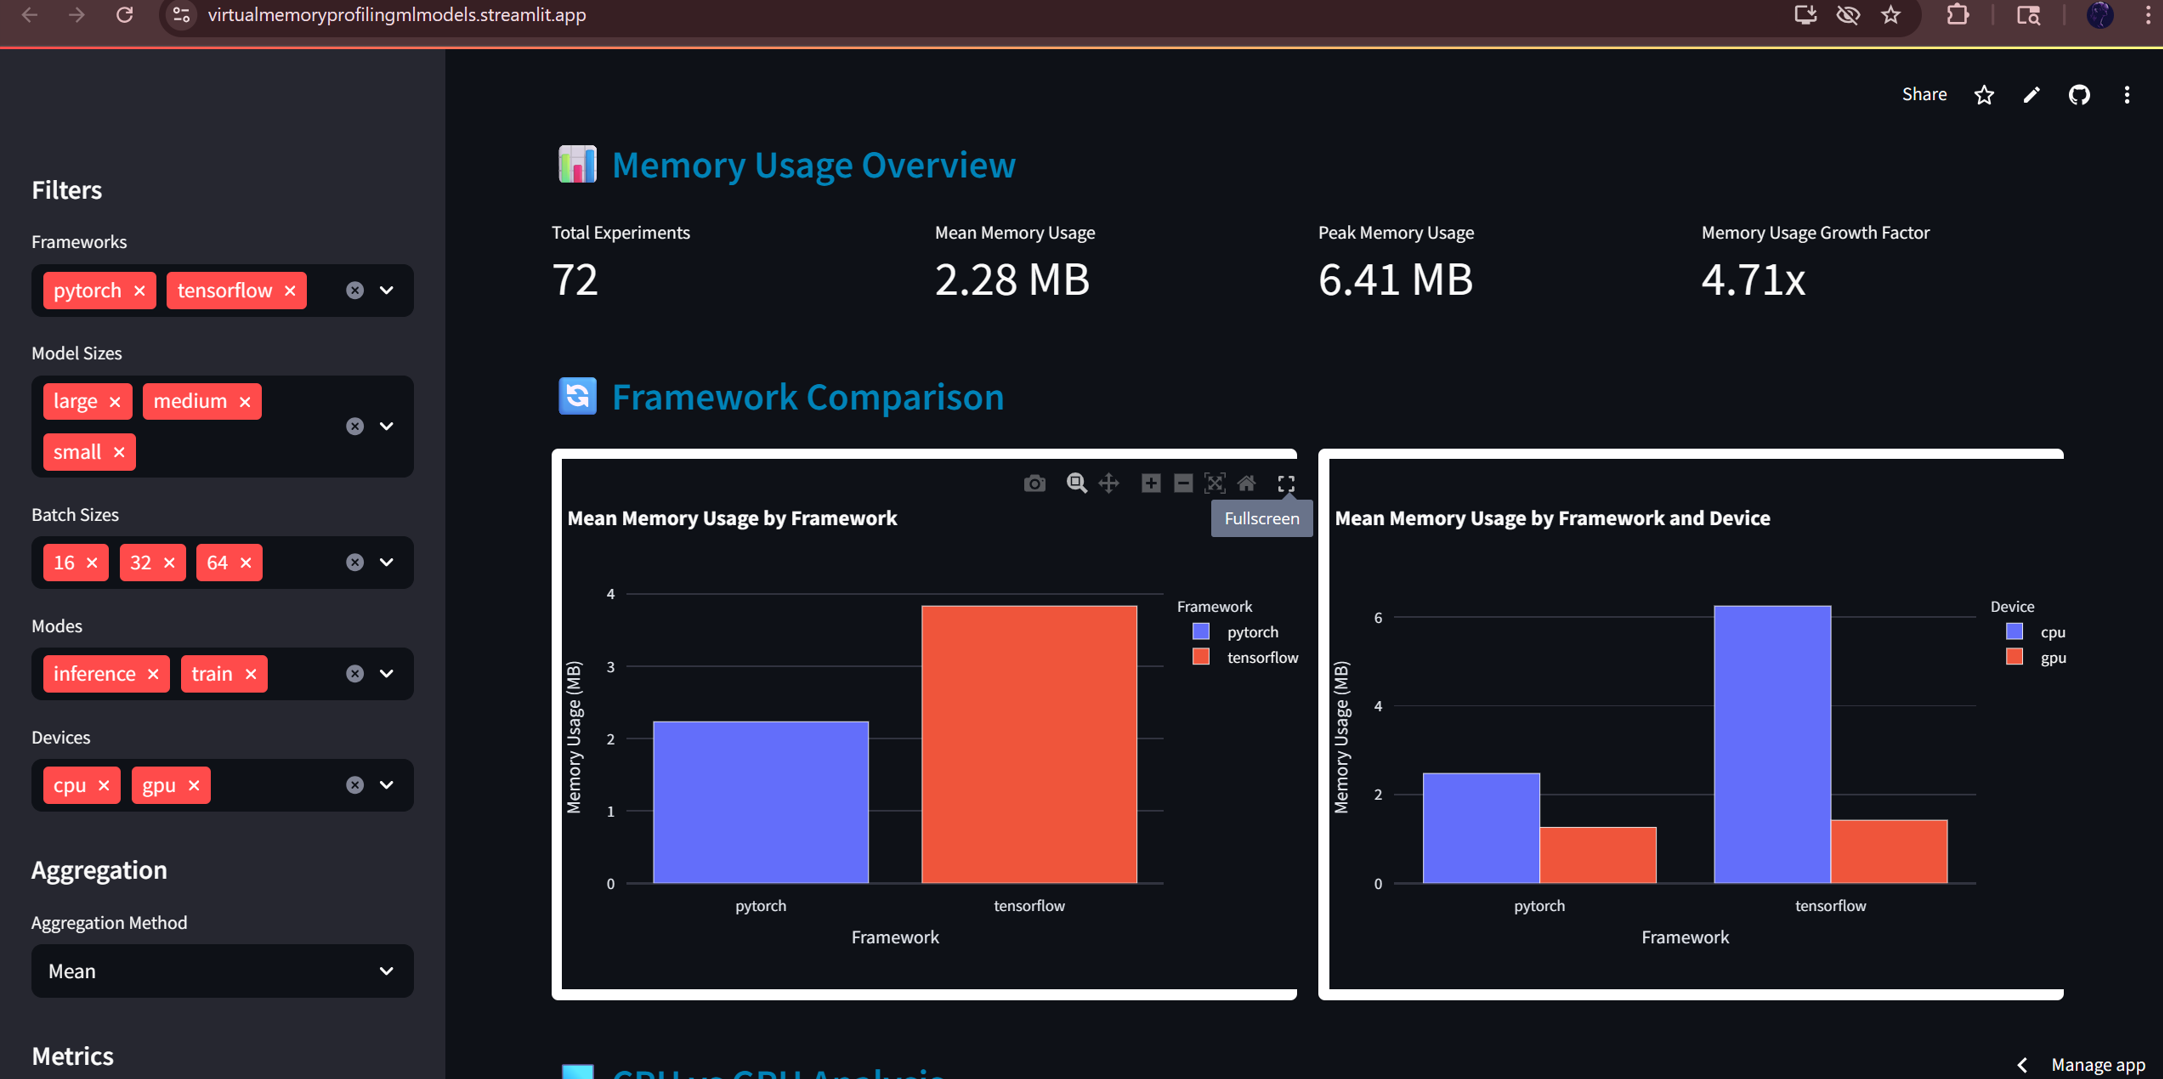 virtualmemoryprofilingmlmodels.streamlit.app
Share
Filters
Frameworks
pytorch tensorflow
Model Sizes
large medium
small
Batch Sizes
16 32 64
Modes
inference train
Devices
cpu gpu
Aggregation
Aggregation Method
Mean
Metrics
Memory Usage Overview
Total Experiments
72
Mean Memory Usage
2.28 MB
Peak Memory Usage
6.41 MB
Memory Usage Growth Factor
4.71x
Framework Comparison
Fullscreen
Mean Memory Usage by Framework
Memory Usage (MB)
4
3
2
1
0
pytorch tensorflow
Framework
Framework
pytorch
tensorflow
Mean Memory Usage by Framework and Device
Memory Usage (MB)
6
4
2
0
pytorch tensorflow
Framework
Device
cpu
gpu
Analysis
Manage app